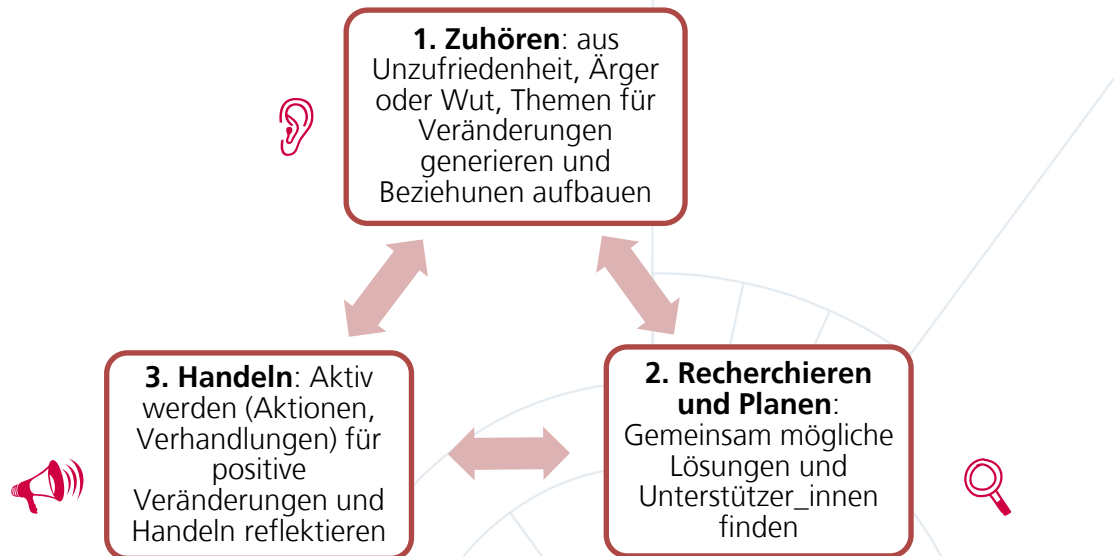 1. Zuhören: aus
Unzufriedenheit, Ärger
oder Wut, Themen für
Veränderungen
generieren und
Beziehunen aufbauen
3. Handeln: Aktiv
werden (Aktionen,
Verhandlungen) für
positive
Veränderungen und
Handeln reflektieren
2. Recherchieren
und Planen:
Gemeinsam mögliche
Lösungen und
Unterstützer_innen
finden